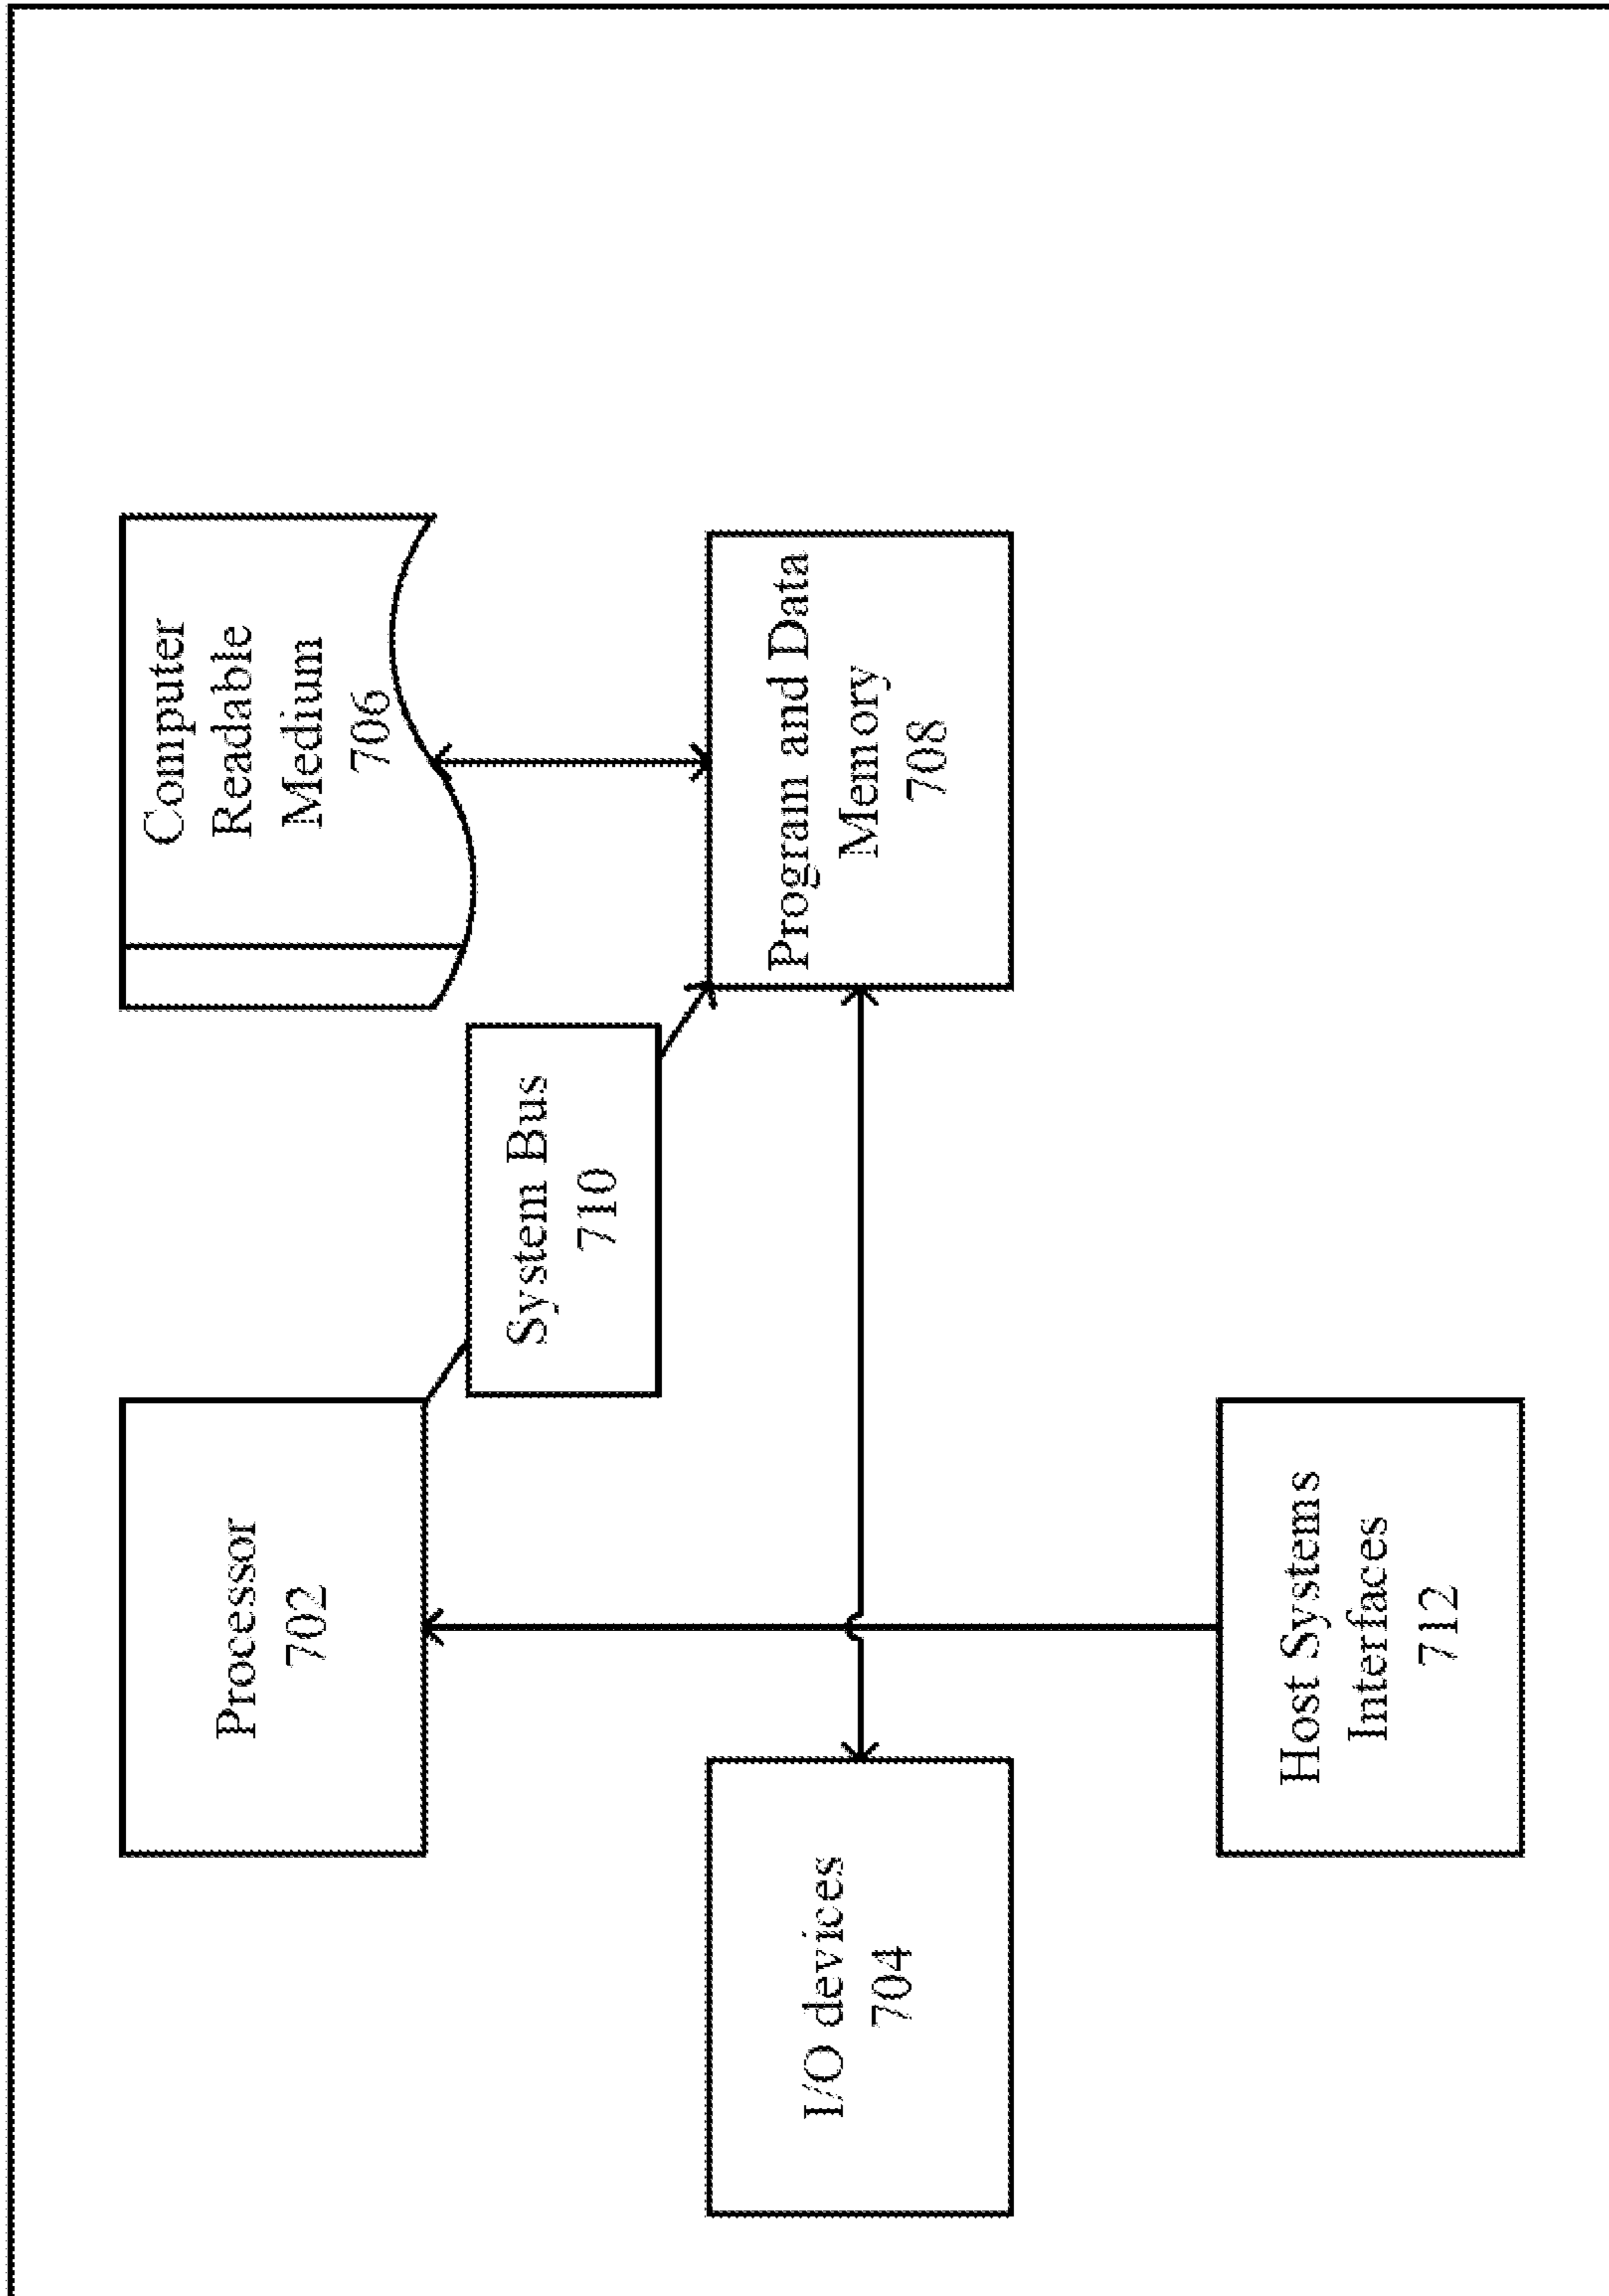 Processor
702
Computer
Readable
Medium
706
System Bus
710
I/O devices
704
Program and Data
Memory
708
Host Systems
Interfaces
712